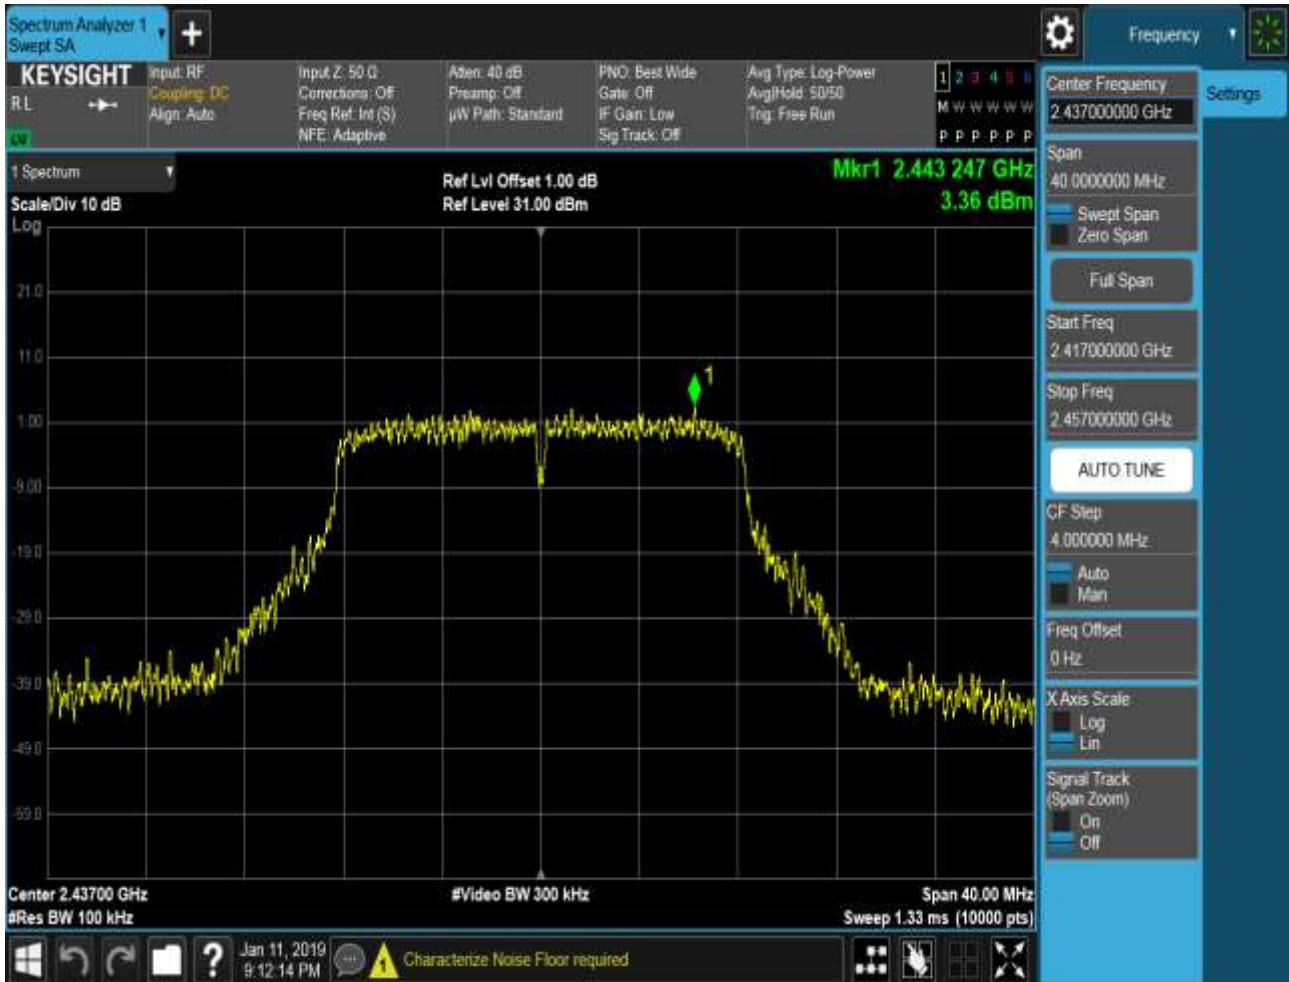 Spectrum Analyzer 1
Swept SA
Frequency
KEYSIGHT
RL
LW
Input: RF
Coupling: DC
Align: Auto
Input Z: 50 Ω
Corrections: Off
Freq Ref: Int (S)
NFE: Adaptive
Atten: 40 dB
Preamp: Off
µW Path: Standard
PNO: Best Wide
Gate: Off
IF Gain: Low
Sig Track: Off
Avg Type: Log-Power
Avg|Hold: 50/50
Trig: Free Run
1 2 3 4 5 6
M W W W W W
P P P P P P
1 Spectrum
Scale/Div 10 dB
Log
Ref Lvl Offset 1.00 dB
Ref Level 31.00 dBm
Mkr1 2.443 247 GHz
3.36 dBm
21.0
11.0
1.00
-9.00
-19.0
-29.0
-39.0
-49.0
-59.0
1
Center 2.43700 GHz
#Res BW 100 kHz
#Video BW 300 kHz
Span 40.00 MHz
Sweep 1.33 ms (10000 pts)
Center Frequency
2.437000000 GHz
Settings
Span
40.0000000 MHz
Swept Span
Zero Span
Full Span
Start Freq
2.417000000 GHz
Stop Freq
2.457000000 GHz
AUTO TUNE
CF Step
4.000000 MHz
Auto
Man
Freq Offset
0 Hz
X Axis Scale
Log
Lin
Signal Track
(Span Zoom)
On
Off
?
Jan 11, 2019
9:12:14 PM
1
Characterize Noise Floor required